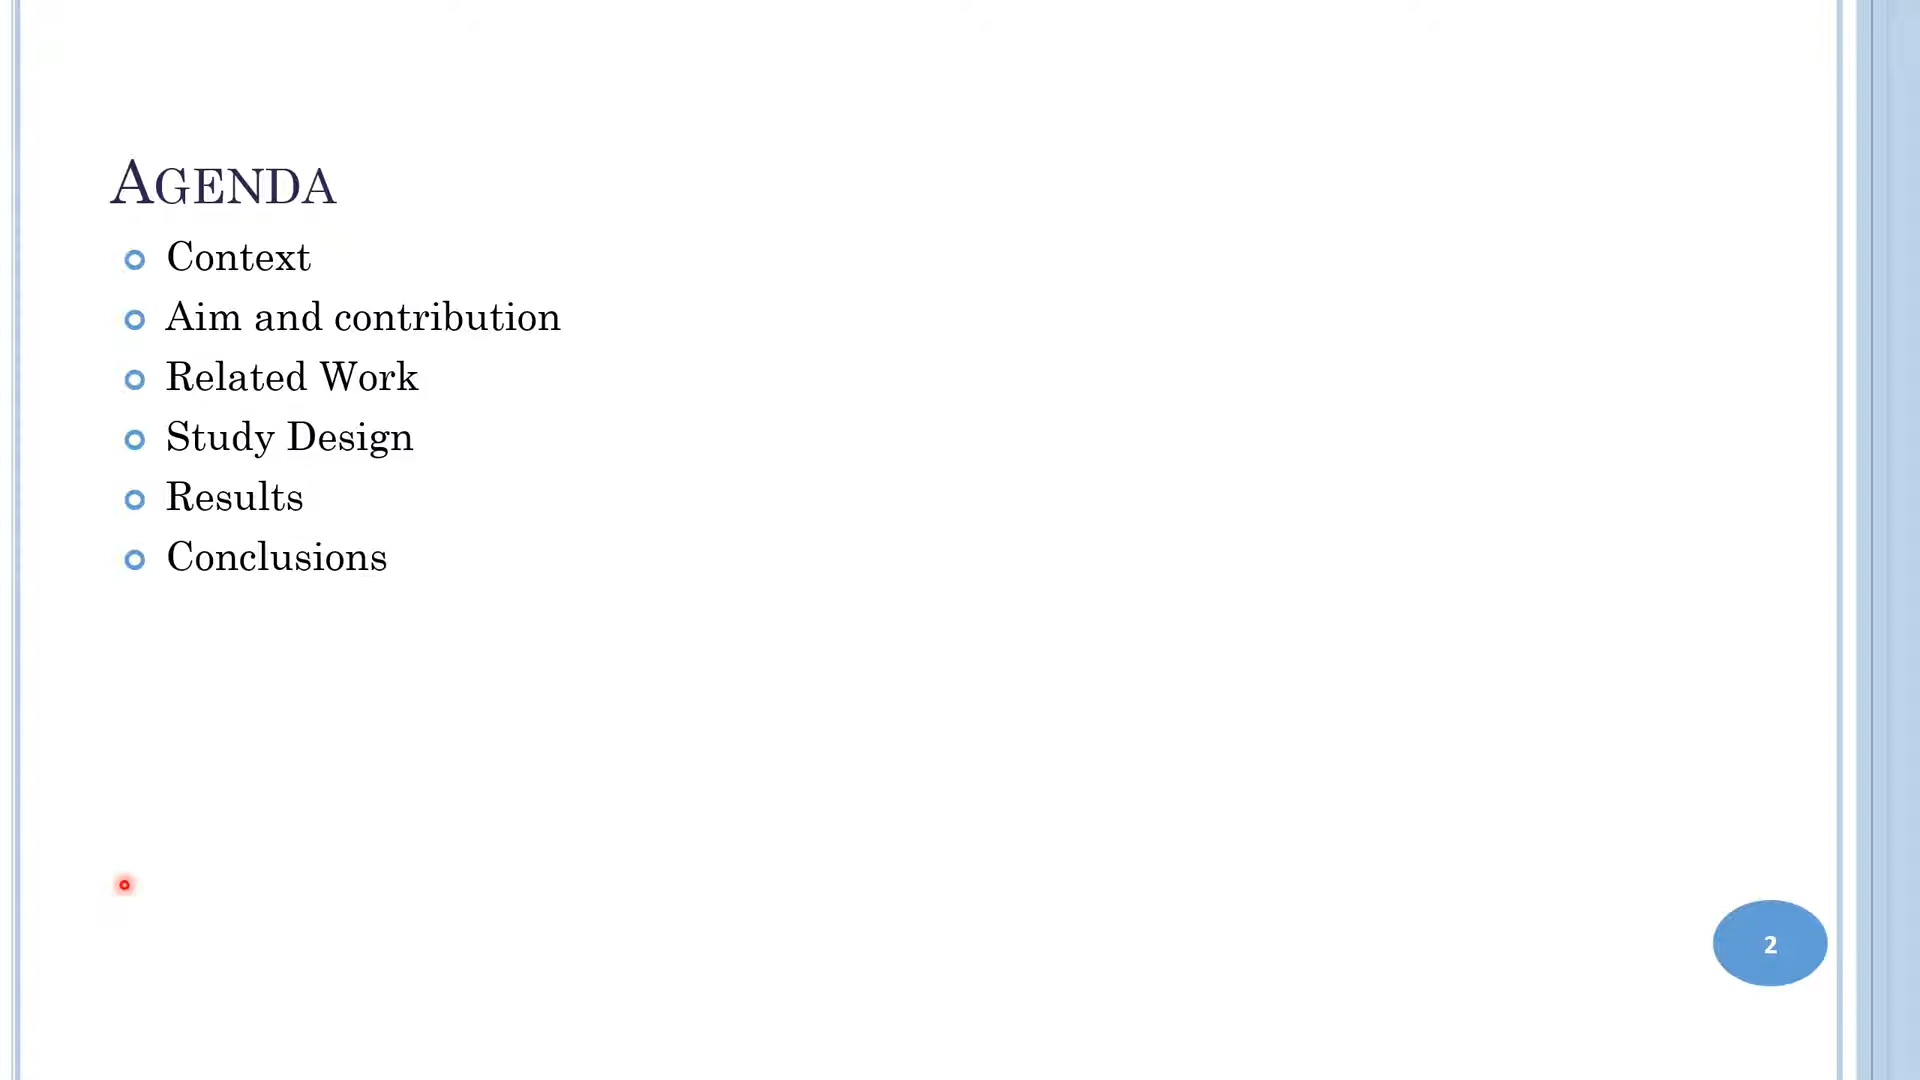 Agenda
Context
Aim and contribution
Related Work
Study Design
Results
Conclusions
2